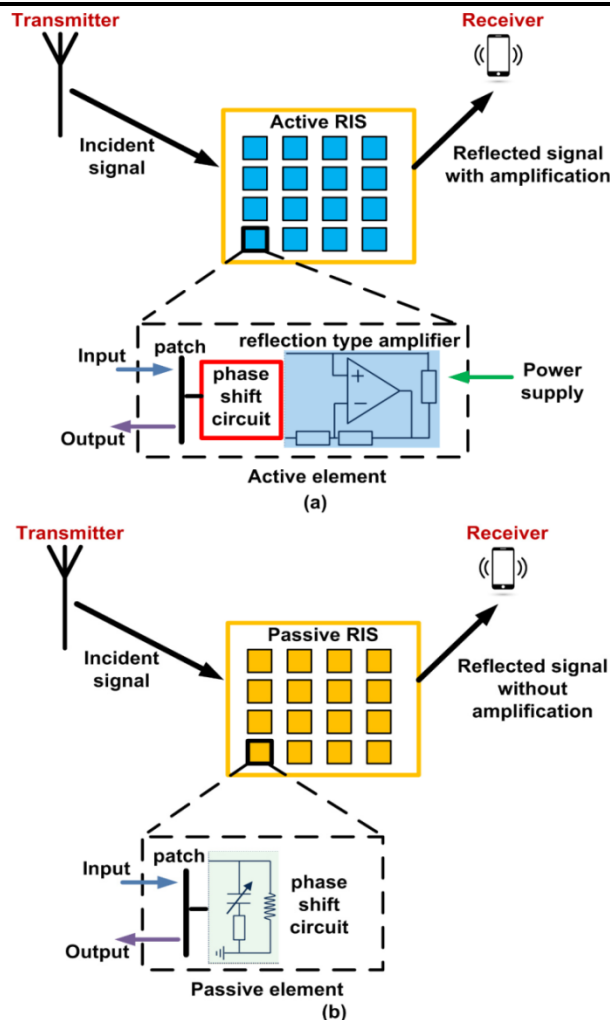 Transmitter
Receiver
Active RIS
Incident
signal
Reflected signal
with amplification
patch
reflection type amplifier
Input
phase
shift
circuit
+
−
Power
supply
Output
Active element
(a)
Transmitter
Receiver
Passive RIS
Incident
signal
Reflected signal
without
amplification
patch
Input
phase
shift
circuit
Output
Passive element
(b)